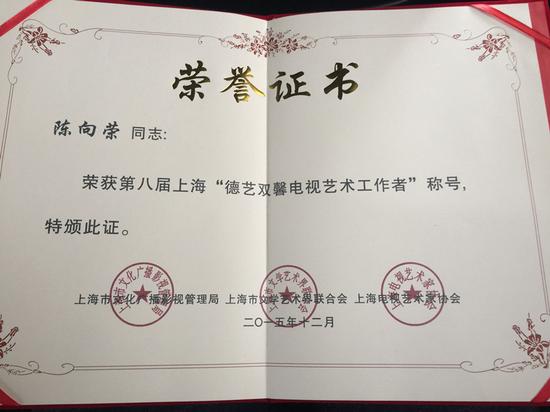 荣誉证书
陈向荣 同志:
荣获第八届上海“德艺双馨电视艺术工作者”称号,
特颁此证。
上海市文化广播影视管理局 上海市文学艺术界联合会 上海电视艺术家协会
二〇一五年十二月